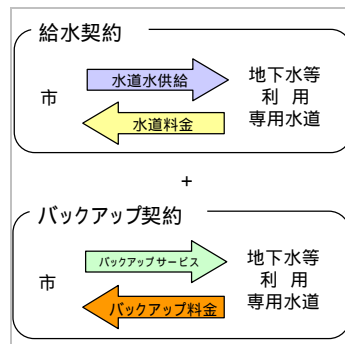 給水契約
水道水供給
市
地下水等
利 用
専用水道
水道料金
+
バックアップ契約
バックアップサービス
市
地下水等
利 用
専用水道
バックアップ料金